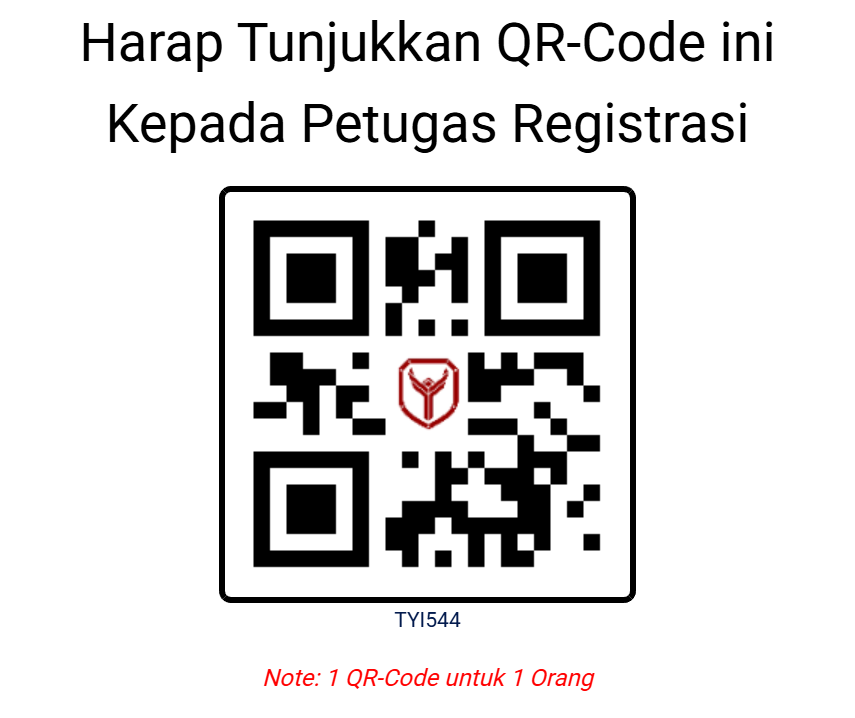 Harap Tunjukkan QR-Code ini
Kepada Petugas Registrasi
TYI544
Note: 1 QR-Code untuk 1 Orang